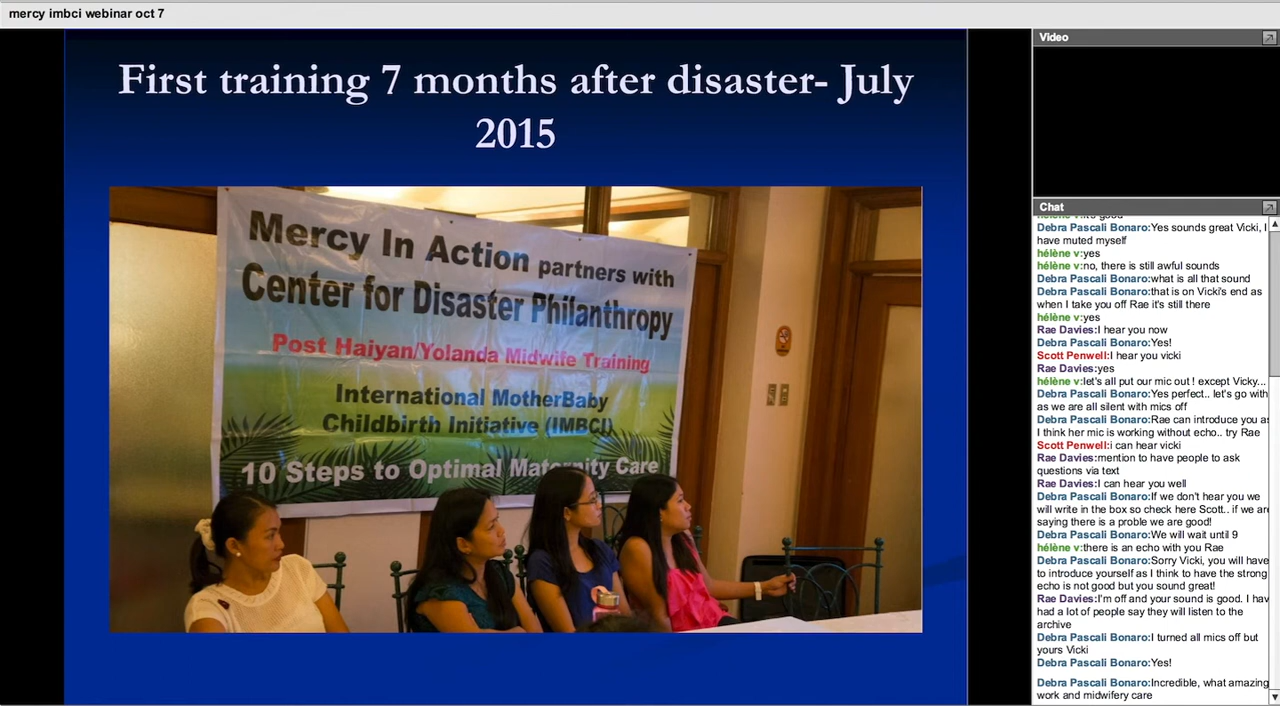 mercy imbci webinar oct 7
First training 7 months after disaster- July
2015
Mercy In Action partners with
Center for Disaster Philanthropy
Post Haiyan/Yolanda Midwife Training
International MotherBaby
Childbirth Initiative (IMBCI)
10 Steps to Optimal Maternity Care
Video
Chat
hélène v:it's good
Debra Pascali Bonaro:Yes sounds great Vicki, I
have muted myself
hélène v:yes
hélène v:no, there is still awful sounds
Debra Pascali Bonaro:what is all that sound
Debra Pascali Bonaro:that is on Vicki's end as
when I take you off Rae it's still there
hélène v:yes
Rae Davies:I hear you now
Debra Pascali Bonaro:Yes!
Scott Penwell:I hear you vicki
Rae Davies:yes
hélène v:let's all put our mic out ! except Vicky...
Debra Pascali Bonaro:Yes perfect.. let's go with
as we are all silent with mics off
Debra Pascali Bonaro:Rae can introduce you as
I think her mic is working without echo.. try Rae
Scott Penwell:i can hear vicki
Rae Davies:mention to have people to ask
questions via text
Rae Davies:I can hear you well
Debra Pascali Bonaro:If we don't hear you we
will write in the box so check here Scott.. if we are
saying there is a proble we are good!
Debra Pascali Bonaro:We will wait until 9
hélène v:there is an echo with you Rae
Debra Pascali Bonaro:Sorry Vicki, you will have
to introduce yourself as I think to have the strong
echo is not good but you sound great!
Rae Davies:I'm off and your sound is good. I hav
had a lot of people say they will listen to the
archive
Debra Pascali Bonaro:I turned all mics off but
yours Vicki
Debra Pascali Bonaro:Yes!
Debra Pascali Bonaro:Incredible, what amazing
work and midwifery care